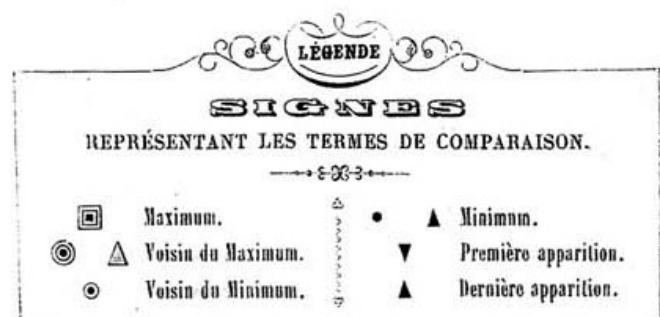 LÉGENDE
SIGNES
REPRÉSENTANT LES TERMES DE COMPARAISON.
Maximum.
Voisin du Maximum.
Voisin du Minimum.
Minimum.
Première apparition.
Dernière apparition.